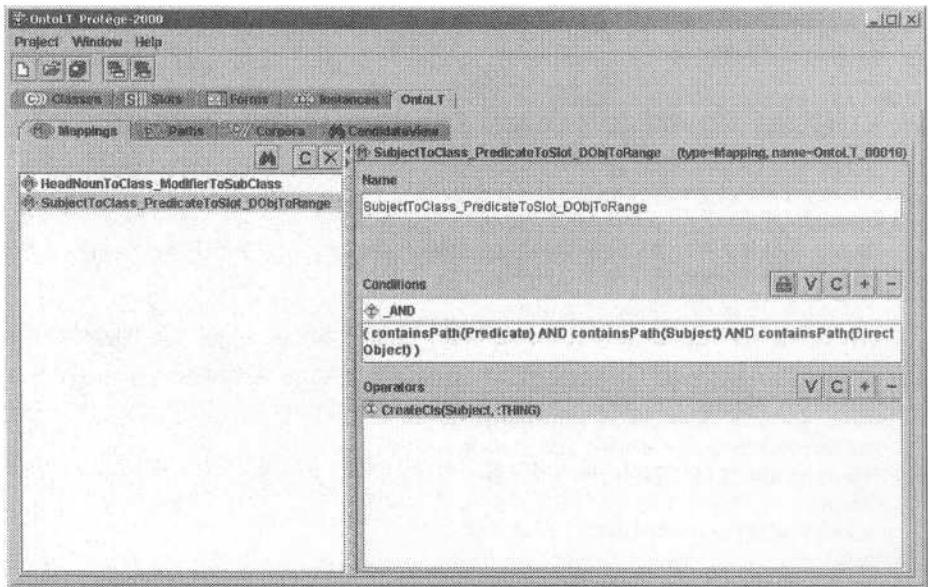 OntoLT Protégé-2000
Project Window Help
Classes Slots Forms Instances OntoLT
Mappings Paths Corpora CandidateView
C
SubjectToClass_PredicateToSlot_DObjToRange (type=Mapping, name=OntoLT_00016)
HeadNounToClass_ModifierToSubClass
SubjectToClass_PredicateToSlot_DObjToRange
Name
SubjectToClass_PredicateToSlot_DObjToRange
Conditions V C + -
_AND
( containsPath(Predicate) AND containsPath(Subject) AND containsPath(Direct
Object) )
Operators V C + -
CreateCls(Subject, :THING)